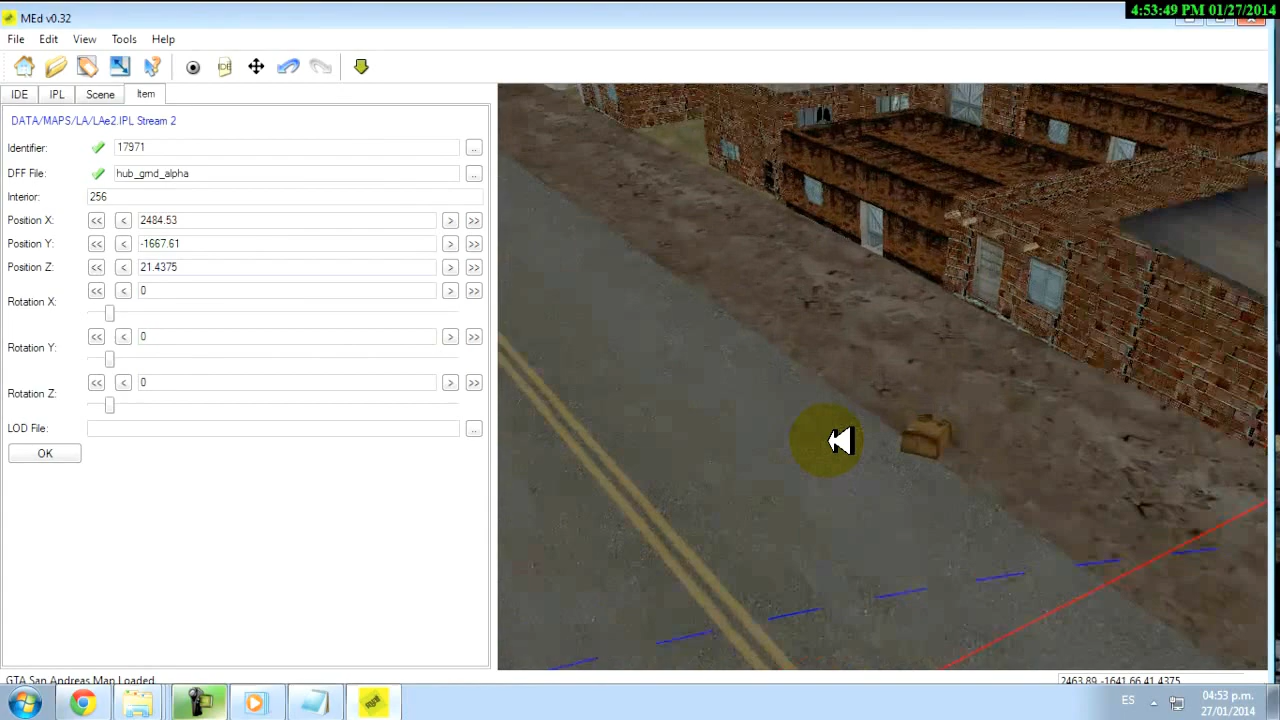 4:53:49 PM 01/27/2014
MEd v0.32
File Edit View Tools Help
IDE
IDE IPL Scene Item
DATA/MAPS/LA/LAe2.IPL Stream 2
Identifier: 17971 ..
DFF File: hub_grnd_alpha ..
Interior: 256
Position X: << < 2484.53 > >>
Position Y: << < -1667.61 > >>
Position Z: << < 21.4375 > >>
Rotation X: << < 0 > >>
Rotation Y: << < 0 > >>
Rotation Z: << < 0 > >>
LOD File: ..
OK
GTA San Andreas Map Loaded 2463.89 -1641.66 41.4375
ES 04:53 p.m.
27/01/2014